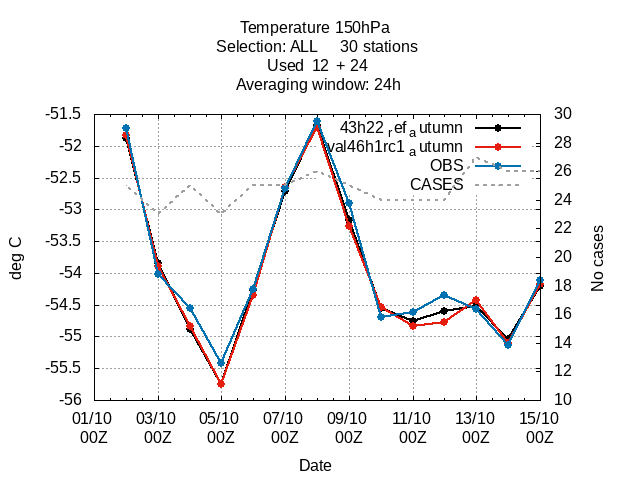 Temperature 150hPa
Selection: ALL 30 stations
Used 12 + 24
Averaging window: 24h
43h22 ref autumn
val46h1rc1 autumn
OBS
CASES
-51.5
-52
-52.5
-53
-53.5
-54
-54.5
-55
-55.5
-56
deg C
30
28
26
24
22
20
18
16
14
12
10
No cases
01/10 03/10 05/10 07/10 09/10 11/10 13/10 15/10
00Z 00Z 00Z 00Z 00Z 00Z 00Z 00Z
Date